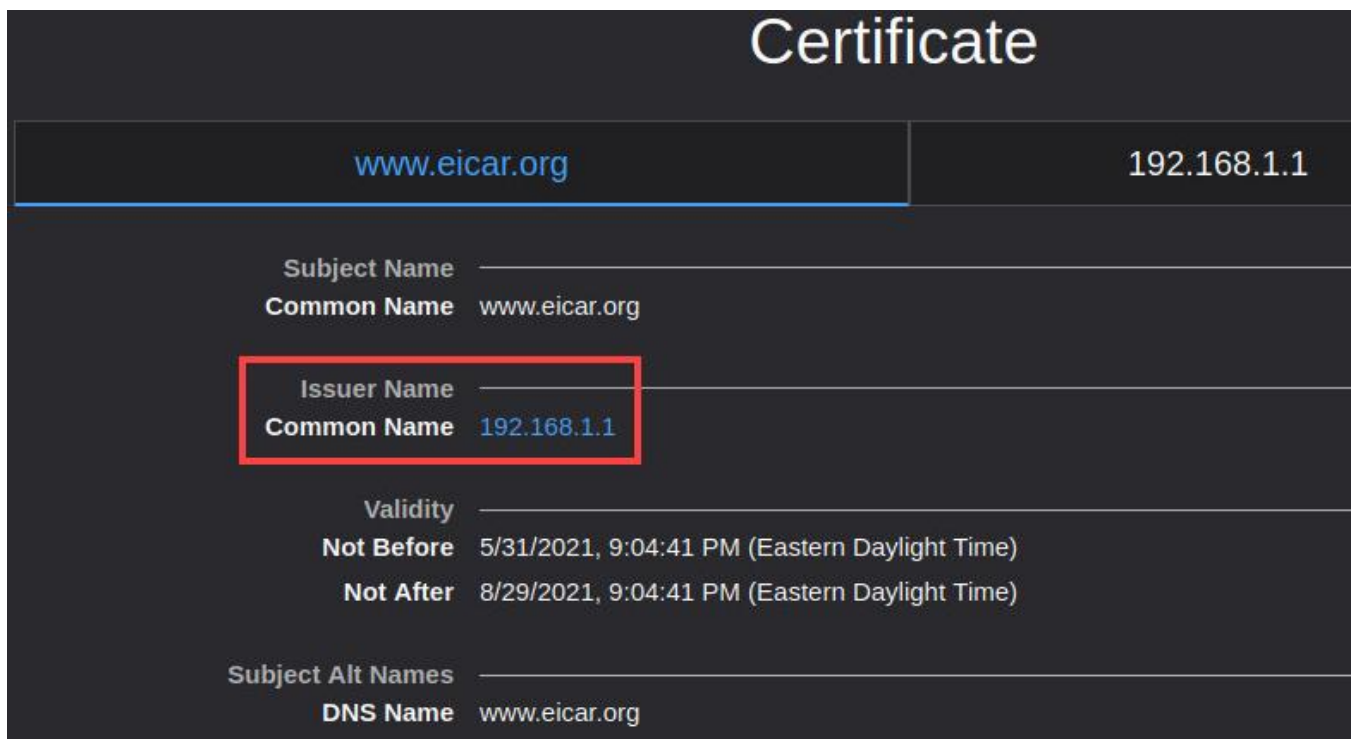 Certificate
www.eicar.org 192.168.1.1
Subject Name
Common Name www.eicar.org
Issuer Name
Common Name 192.168.1.1
Validity
Not Before 5/31/2021, 9:04:41 PM (Eastern Daylight Time)
Not After 8/29/2021, 9:04:41 PM (Eastern Daylight Time)
Subject Alt Names
DNS Name www.eicar.org